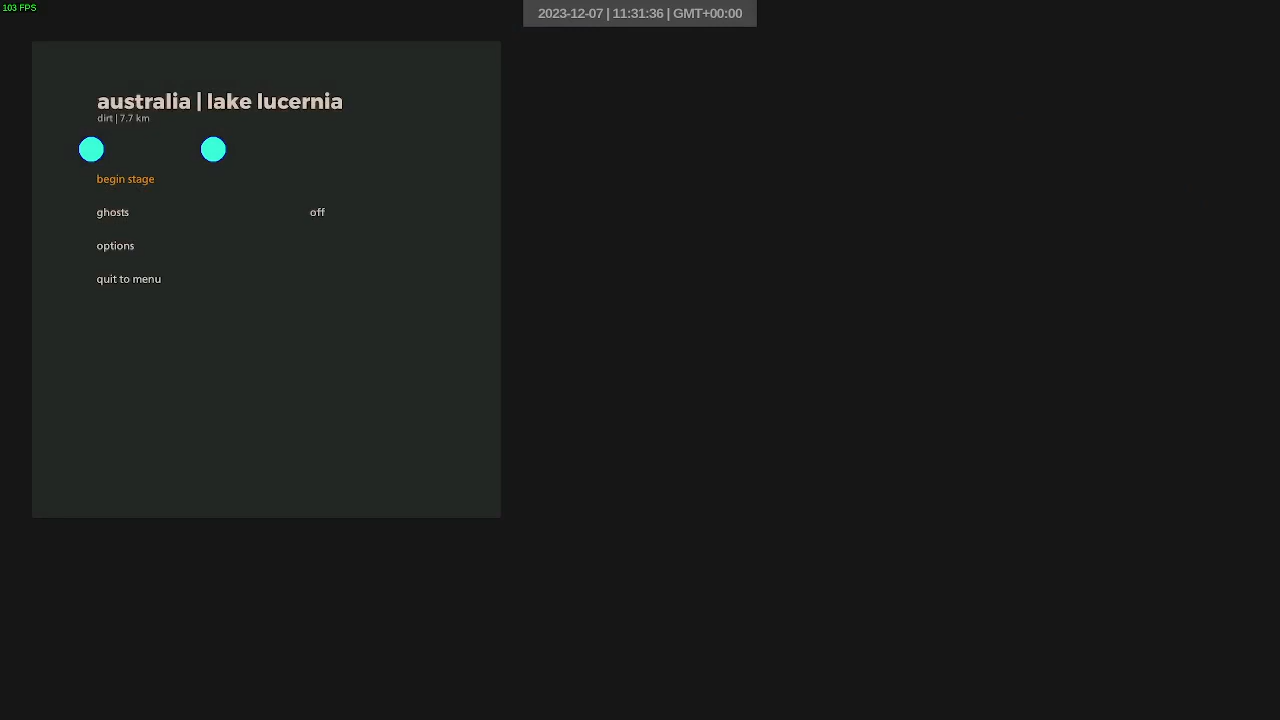 103 FPS
2023-12-07 | 11:31:36 | GMT+00:00
australia | lake lucernia
dirt | 7.7 km
begin stage
ghosts off
options
quit to menu